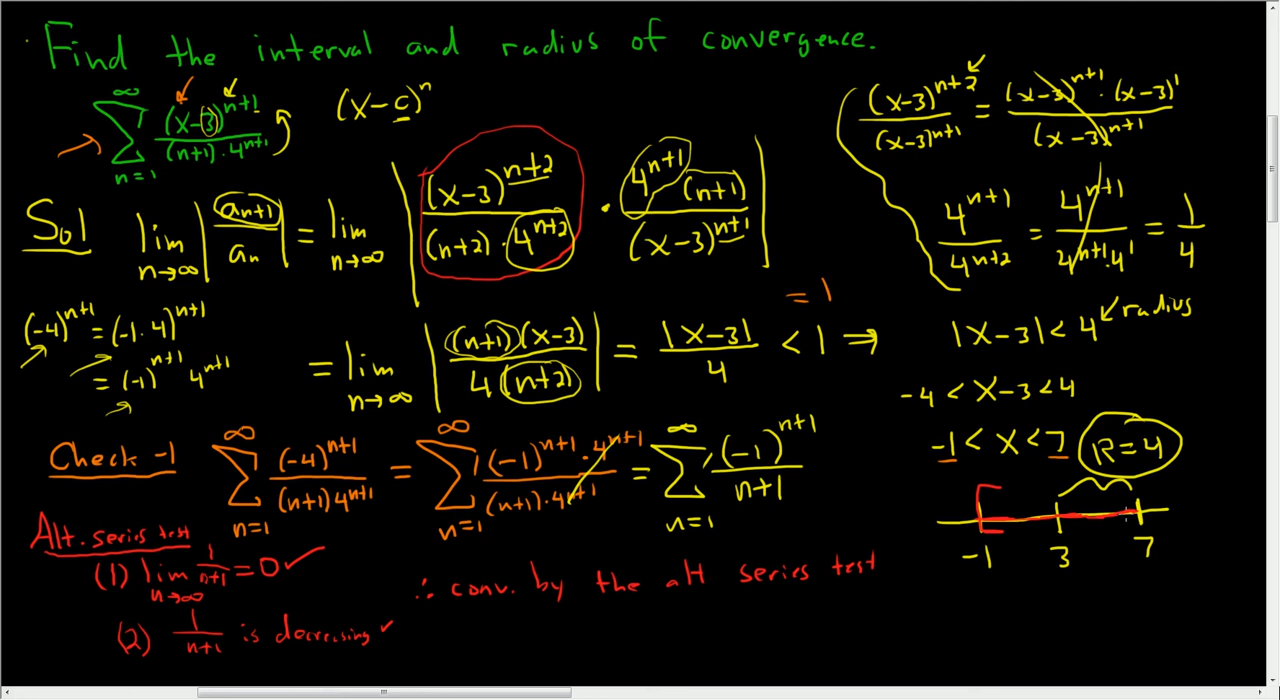 Find the interval and radius of convergence.
∞ ∑ n=1 (x-3)^{n+1} / (n+1)·4^{n+1}
(x-c)^n
(x-3)^{n+2} / (x-3)^{n+1} = (x-3)^{n+1}·(x-3)^1 / (x-3)^{n+1}
Sol lim n→∞ |a_{n+1} / a_n| = lim n→∞ |(x-3)^{n+2} / (n+2)·4^{n+2} · 4^{n+1}(n+1) / (x-3)^{n+1}|
4^{n+1} / 4^{n+2} = 4^{n+1} / 4^{n+1}·4^1 = 1/4
(-4)^{n+1} = (-1·4)^{n+1}
= (-1)^{n+1} 4^{n+1}
= 1
= lim n→∞ |(n+1)(x-3) / 4(n+2)| = |x-3| / 4 < 1 ⇒ |x-3| < 4 radius
-4 < x-3 < 4
-1 < x < 7 R=4
Check -1 ∞ ∑ n=1 (-4)^{n+1} / (n+1)4^{n+1} = ∞ ∑ n=1 (-1)^{n+1}·4^{n+1} / (n+1)·4^{n+1} = ∞ ∑ n=1 (-1)^{n+1} / n+1
[
-1 3 7
Alt. series test
(1) lim n→∞ 1/n+1 = 0 ✓
∴ conv. by the alt series test
(2) 1/n+1 is decreasing ✓